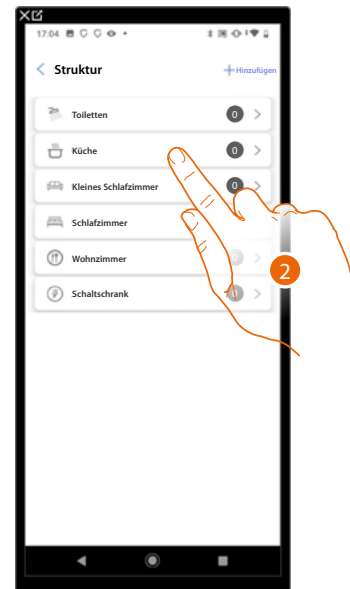 17:04
Struktur
Hinzufügen
Toiletten 0
Küche 0
Kleines Schlafzimmer 0
Schlafzimmer
Wohnzimmer
Schaltschrank
2